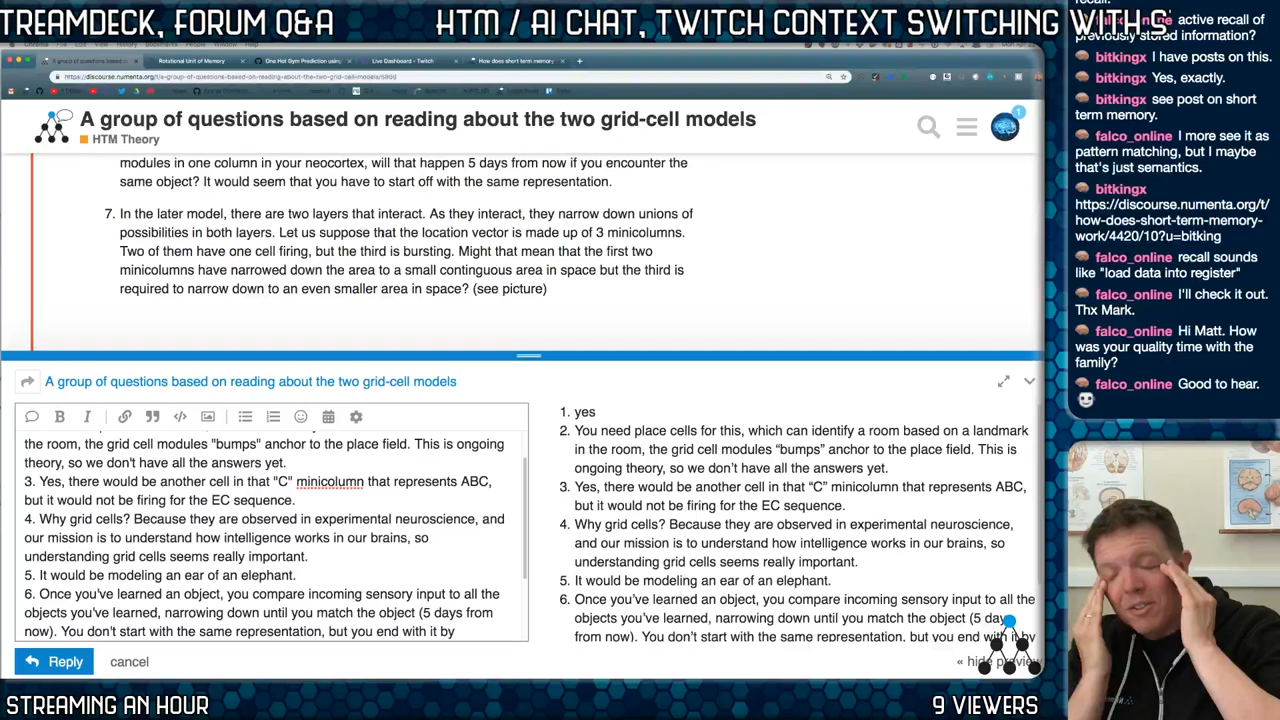 TREAMDECK, FORUM Q&A
HTM / AI CHAT, TWITCH CONTEXT SWITCHING WITH S
Rotational Unit of Memory
One Hot Gym Prediction using
Live Dashboard - Twitch
How does short term memory
A group of questions based on reading about the two grid-cell models
HTM Theory
1
modules in one column in your neocortex, will that happen 5 days from now if you encounter the
same object? It would seem that you have to start off with the same representation.
7. In the later model, there are two layers that interact. As they interact, they narrow down unions of
possibilities in both layers. Let us suppose that the location vector is made up of 3 minicolumns.
Two of them have one cell firing, but the third is bursting. Might that mean that the first two
minicolumns have narrowed down the area to a small continguous area in space but the third is
required to narrow down to an even smaller area in space? (see picture)
A group of questions based on reading about the two grid-cell models
B I
the room, the grid cell modules "bumps" anchor to the place field. This is ongoing
theory, so we don't have all the answers yet.
3. Yes, there would be another cell in that "C" minicolumn that represents ABC,
but it would not be firing for the EC sequence.
4. Why grid cells? Because they are observed in experimental neuroscience, and
our mission is to understand how intelligence works in our brains, so
understanding grid cells seems really important.
5. It would be modeling an ear of an elephant.
6. Once you've learned an object, you compare incoming sensory input to all the
objects you've learned, narrowing down until you match the object (5 days from
now). You don't start with the same representation, but you end with it by
1. yes
2. You need place cells for this, which can identify a room based on a landmark
in the room, the grid cell modules “bumps” anchor to the place field. This is
ongoing theory, so we don’t have all the answers yet.
3. Yes, there would be another cell in that “C” minicolumn that represents ABC,
but it would not be firing for the EC sequence.
4. Why grid cells? Because they are observed in experimental neuroscience,
and our mission is to understand how intelligence works in our brains, so
understanding grid cells seems really important.
5. It would be modeling an ear of an elephant.
6. Once you’ve learned an object, you compare incoming sensory input to all the
objects you’ve learned, narrowing down until you match the object (5 days
from now). You don’t start with the same representation, but you end with it by
Reply
cancel
« hide preview
falco_online active recall of
previously stored information?
bitkingx I have posts on this.
bitkingx Yes, exactly.
bitkingx see post on short
term memory.
falco_online I more see it as
pattern matching, but I maybe
that's just semantics.
bitkingx
https://discourse.numenta.org/t/
how-does-short-term-memory-
work/4420/10?u=bitking
falco_online recall sounds
like "load data into register"
falco_online I'll check it out.
Thx Mark.
falco_online Hi Matt. How
was your quality time with the
family?
falco_online Good to hear.
STREAMING AN HOUR
9 VIEWERS